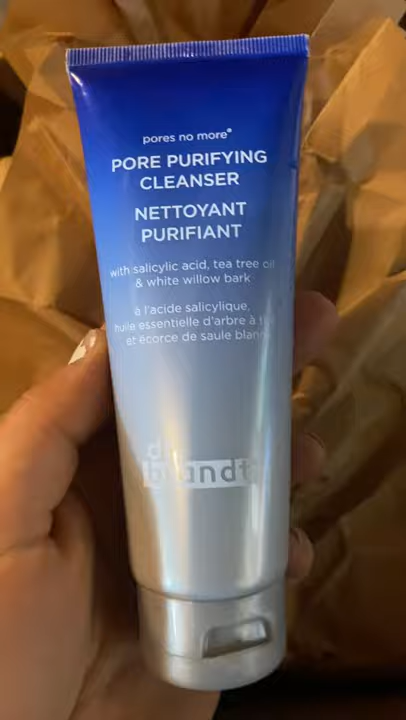 pores no more®
PORE PURIFYING
CLEANSER
NETTOYANT
PURIFIANT
with salicylic acid, tea tree oil
& white willow bark
à l'acide salicylique,
huile essentielle d'arbre à
et écorce de saule blanc
dr.
brandt